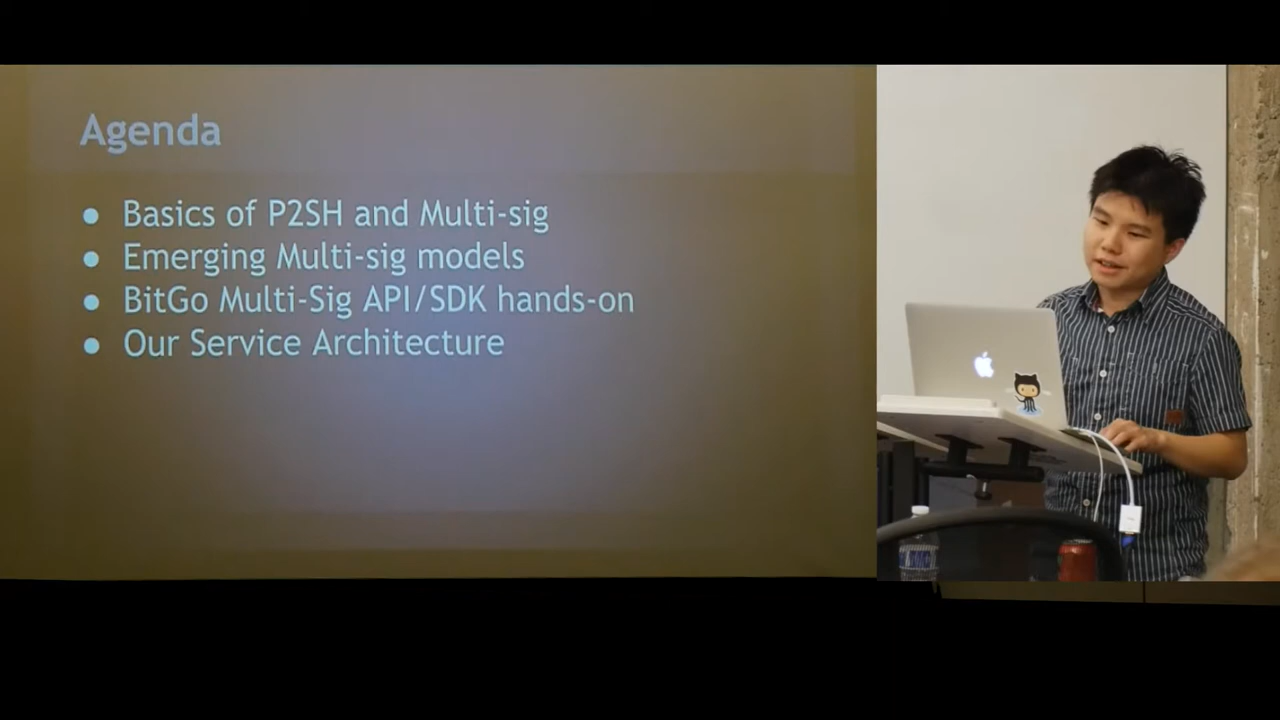 Agenda
● Basics of P2SH and Multi-sig
● Emerging Multi-sig models
● BitGo Multi-Sig API/SDK hands-on
● Our Service Architecture